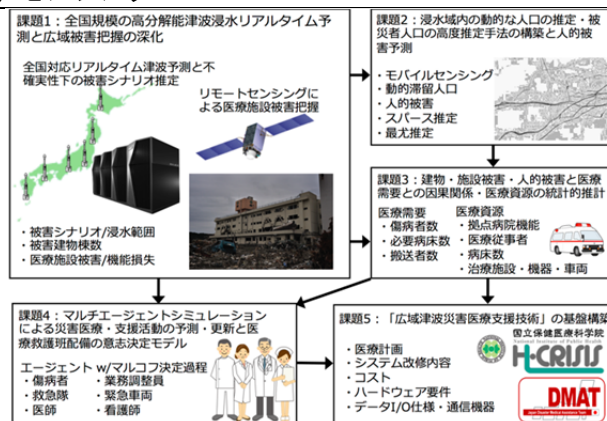 課題1：全国規模の高分解能津波浸水リアルタイム予
測と広域被害把握の深化
全国対応リアルタイム津波予測と不
確実性下の被害シナリオ推定
リモートセンシング
による医療施設被害把握
・被害シナリオ/浸水範囲
・被害建物棟数
・医療施設被害/機能損失
課題2：浸水域内の動的な人口の推定・被
災者人口の高度推定手法の構築と人的被
害予測
・モバイルセンシング
・動的滞留人口
・人的被害
・スパース推定
・最尤推定
課題3：建物・施設被害・人的被害と医療
需要との因果関係・医療資源の統計的推計
医療需要
・傷病者数
・必要病床数
・搬送者数
医療資源
・拠点病院機能
・医療従事者
・病床数
・治療施設・機器・車両
課題4：マルチエージェントシミュレーション
による災害医療・支援活動の予測・更新と医
療救護班配備の意志決定モデル
エージェント w/マルコフ決定過程
・傷病者
・救急隊
・医師
・業務調整員
・緊急車両
・看護師
課題5：「広域津波災害医療支援技術」の基盤構築
・医療計画
・システム改修内容
・コスト
・ハードウェア要件
・データI/O仕様・通信機器
国立保健医療科学院
National Institute of Public Health
H·CRISIS
DMAT
Japan Disaster Medical Assistance Team